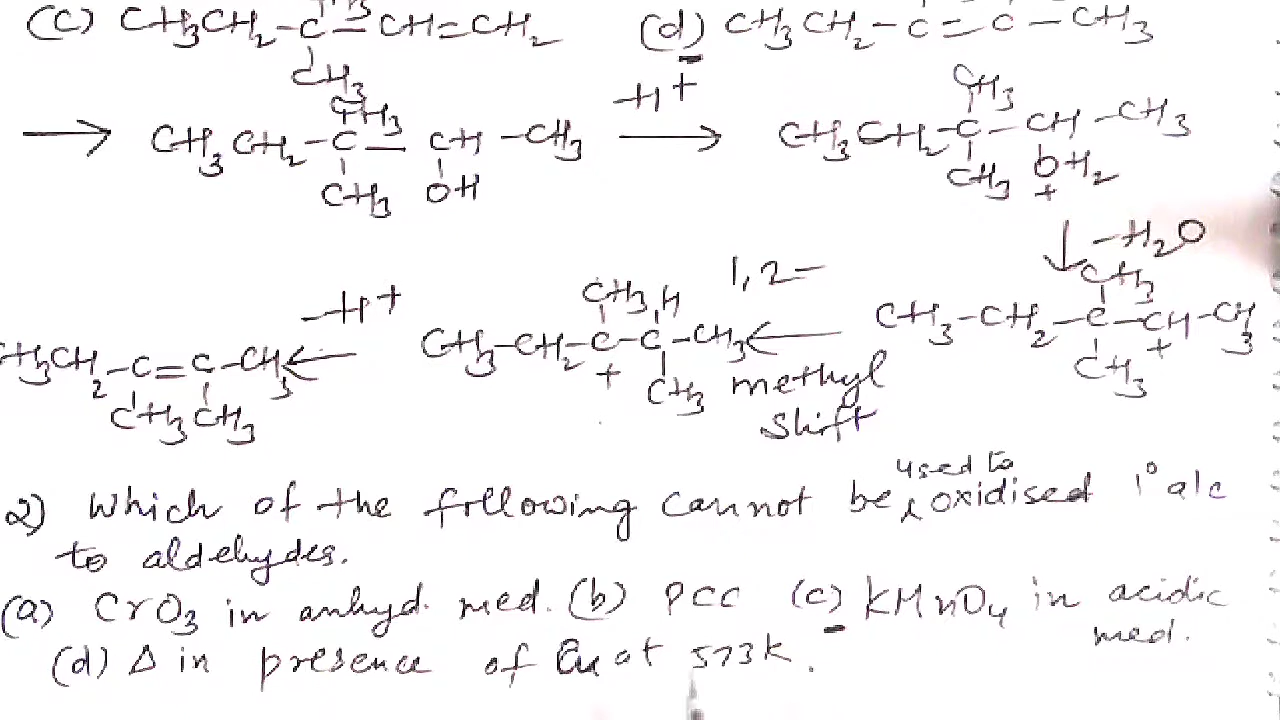 (c) CH3CH2-C-CH=CH2 (d) CH3CH2-C=C-CH3
CH3
CH3 -H+ CH3
→ CH3CH2-C-CH-CH3 → CH3CH2-C-CH-CH3
CH3 OH CH3 OH2
+
↓ -H2O
CH3
-H+ CH3,H 1,2- CH3-CH2-C-CH-CH3
CH3CH2-C=C-CH3 ← CH3-CH2-C-C-CH3 ← CH3 +
CH3 CH3 + CH3 methyl
shift
2) Which of the following cannot be used to oxidised 1° alc
to aldehydes.
(a) CrO3 in anhyd. med. (b) PCC (c) KMnO4 in acidic
med.
(d) Δ in presence of Cu at 573K.